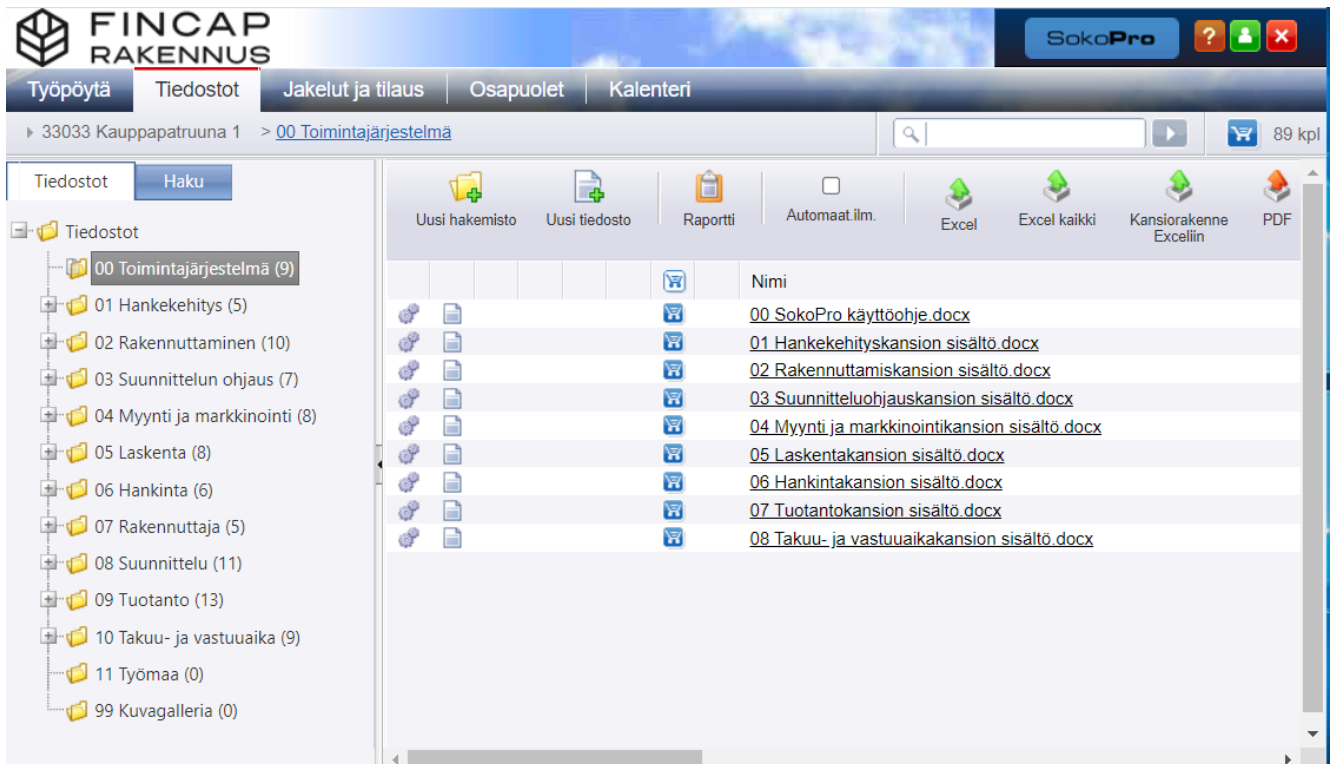 FINCAP
RAKENNUS
SokoPro ?
Työpöytä Tiedostot Jakelut ja tilaus Osapuolet Kalenteri
33033 Kauppapatruuna 1 > 00 Toimintajärjestelmä 89 kpl
Tiedostot Haku
Uusi hakemisto Uusi tiedosto Raportti Automaat.ilm. Excel Excel kaikki Kansiorakenne Exceliin PDF
Tiedostot
00 Toimintajärjestelmä (9)
01 Hankekehitys (5)
02 Rakennuttaminen (10)
03 Suunnittelun ohjaus (7)
04 Myynti ja markkinointi (8)
05 Laskenta (8)
06 Hankinta (6)
07 Rakennuttaja (5)
08 Suunnittelu (11)
09 Tuotanto (13)
10 Takuu- ja vastuuaika (9)
11 Työmaa (0)
99 Kuvagalleria (0)
Nimi
00 SokoPro käyttöohje.docx
01 Hankekehityskansion sisältö.docx
02 Rakennuttamiskansion sisältö.docx
03 Suunnitteluohjauskansion sisältö.docx
04 Myynti ja markkinointikansion sisältö.docx
05 Laskentakansion sisältö.docx
06 Hankintakansion sisältö.docx
07 Tuotantokansion sisältö.docx
08 Takuu- ja vastuuaikakansion sisältö.docx